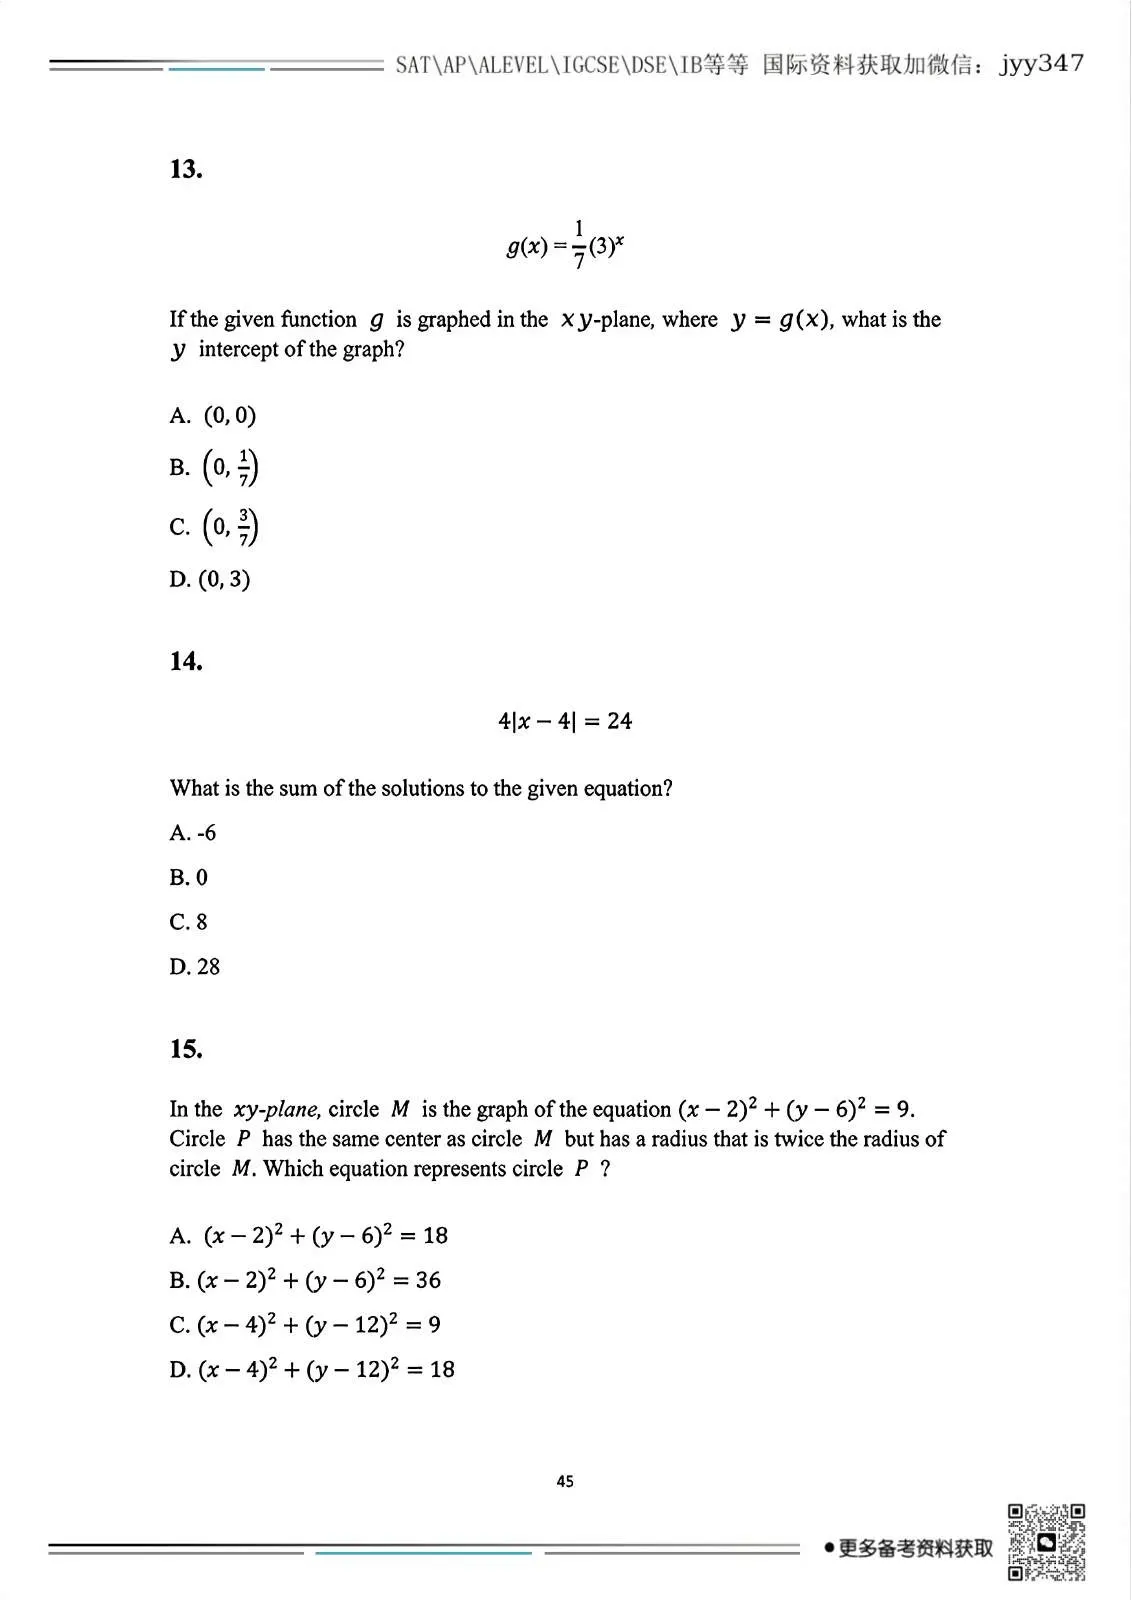 SAT\AP\ALEVEL\IGCSE\DSE\IB等等 国际资料获取加微信：jyy347
13.
g(x) = \frac{1}{7}(3)^x
If the given function g is graphed in the xy-plane, where y = g(x), what is the
y intercept of the graph?
A. (0, 0)
B. (0, \frac{1}{7})
C. (0, \frac{3}{7})
D. (0, 3)
14.
4|x − 4| = 24
What is the sum of the solutions to the given equation?
A. -6
B. 0
C. 8
D. 28
15.
In the xy-plane, circle M is the graph of the equation (x − 2)² + (y − 6)² = 9.
Circle P has the same center as circle M but has a radius that is twice the radius of
circle M. Which equation represents circle P ?
A. (x − 2)² + (y − 6)² = 18
B. (x − 2)² + (y − 6)² = 36
C. (x − 4)² + (y − 12)² = 9
D. (x − 4)² + (y − 12)² = 18
45
●更多备考资料获取